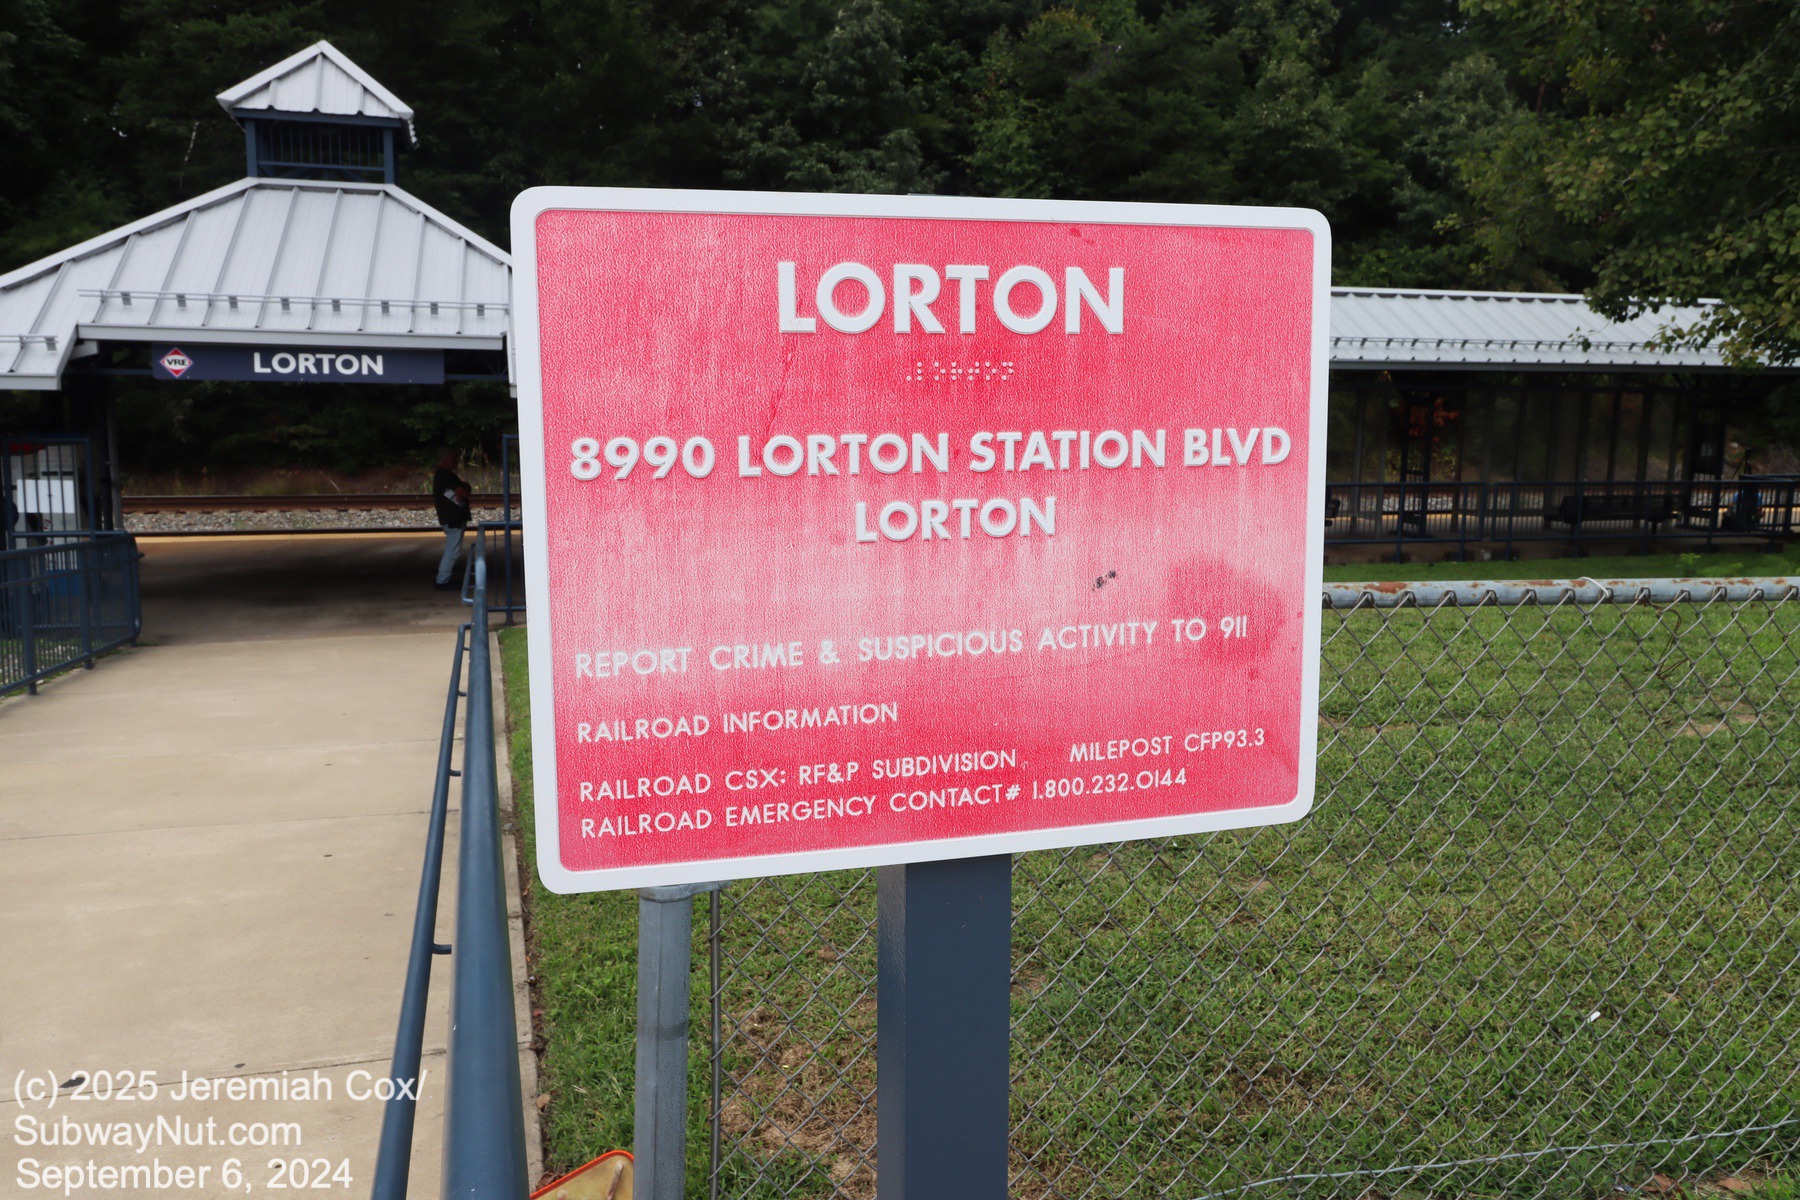 VRE LORTON
LORTON
8990 LORTON STATION BLVD
LORTON
REPORT CRIME & SUSPICIOUS ACTIVITY TO 911
RAILROAD INFORMATION
RAILROAD CSX: RF&P SUBDIVISION MILEPOST CFP93.3
RAILROAD EMERGENCY CONTACT# 1.800.232.0144
(c) 2025 Jeremiah Cox/
SubwayNut.com
September 6, 2024